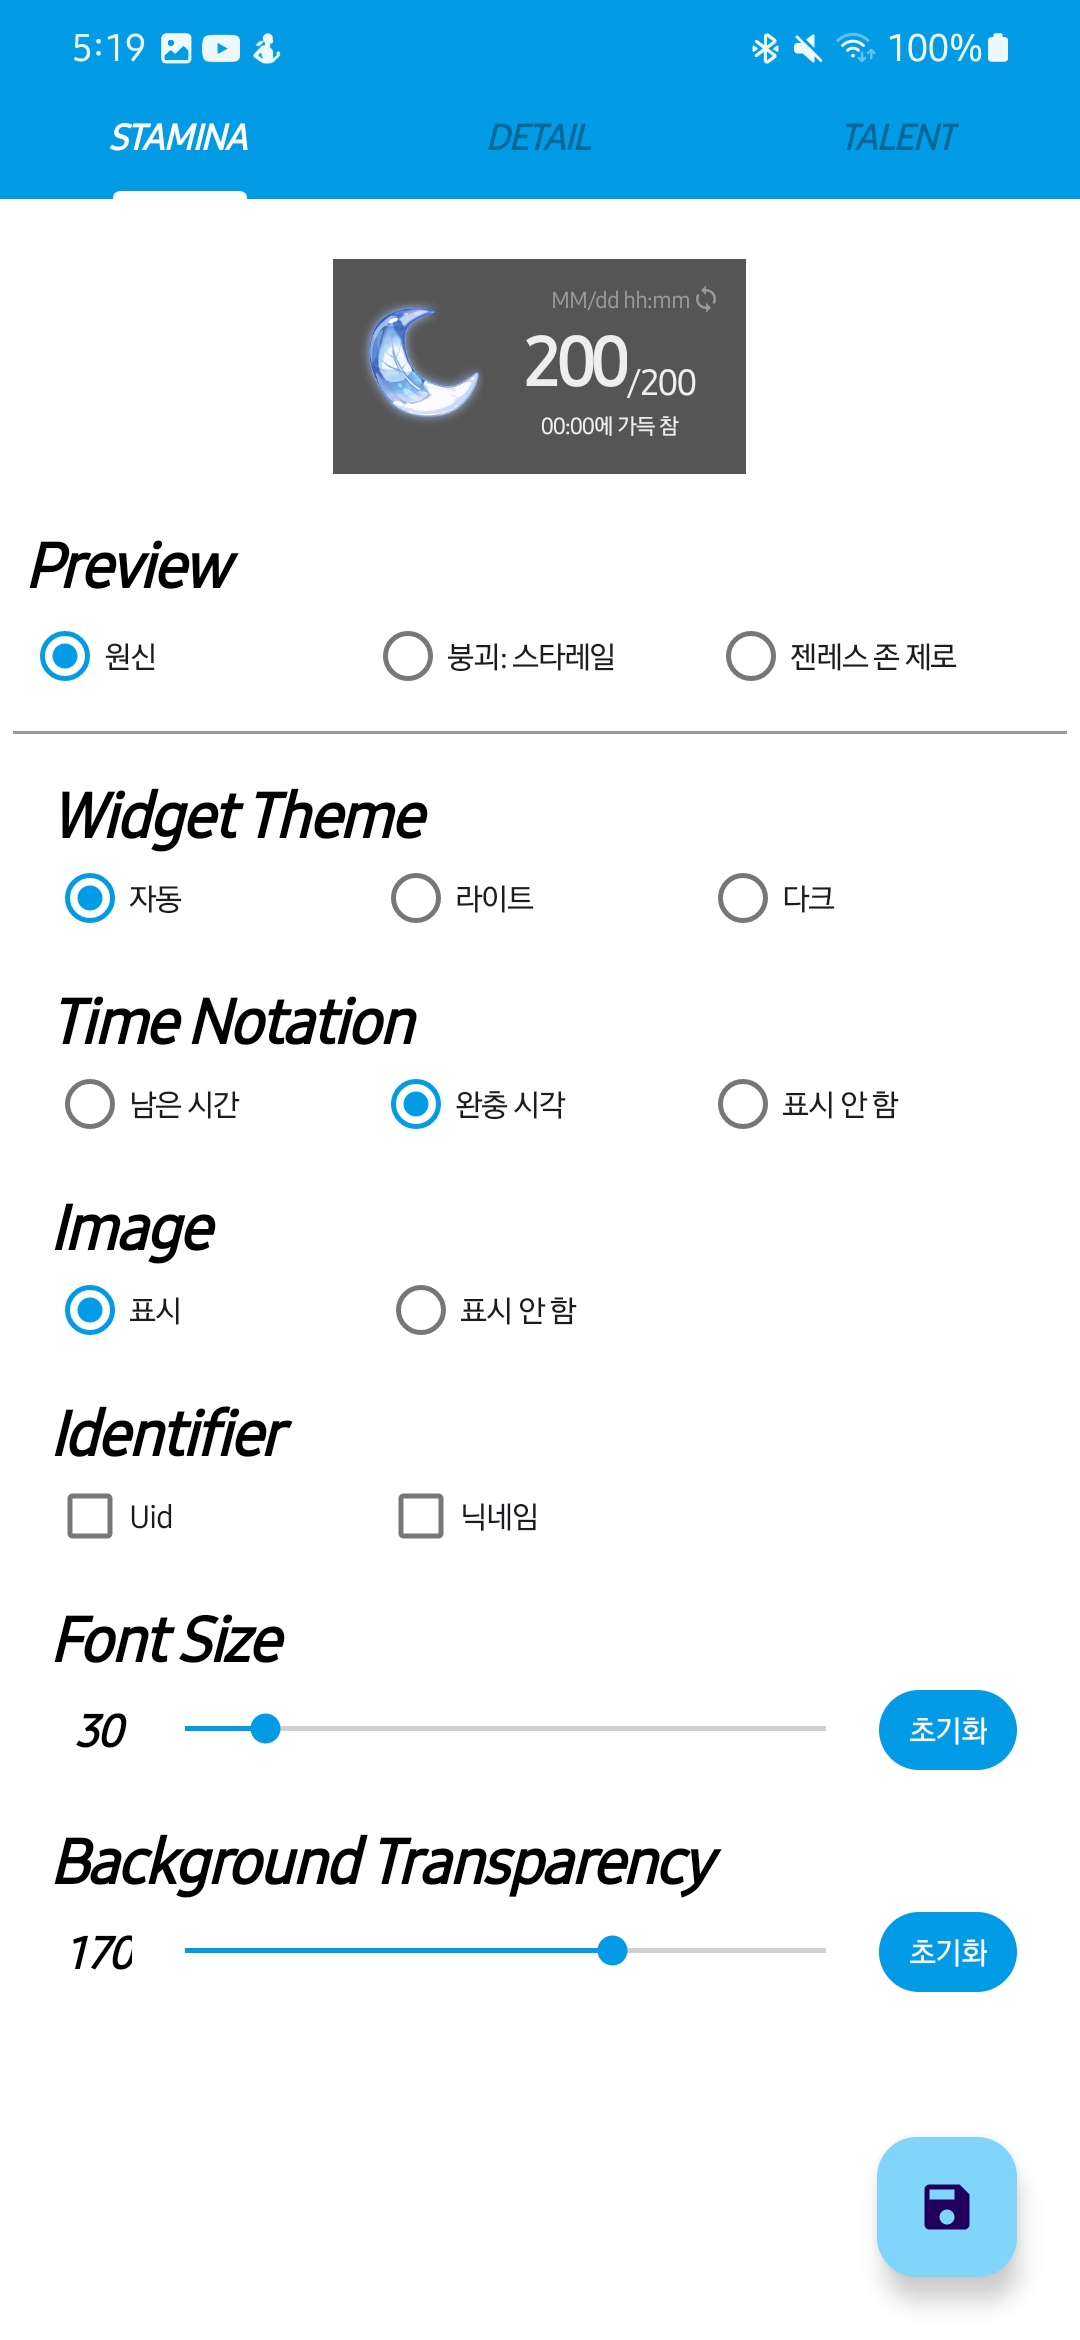 5:19 100%
STAMINA DETAIL TALENT
MM/dd hh:mm
200/200
00:00에 가득 참
Preview
원신 붕괴: 스타레일 젠레스 존 제로
Widget Theme
자동 라이트 다크
Time Notation
남은 시간 완충 시각 표시 안 함
Image
표시 표시 안 함
Identifier
Uid 닉네임
Font Size
30 초기화
Background Transparency
170 초기화